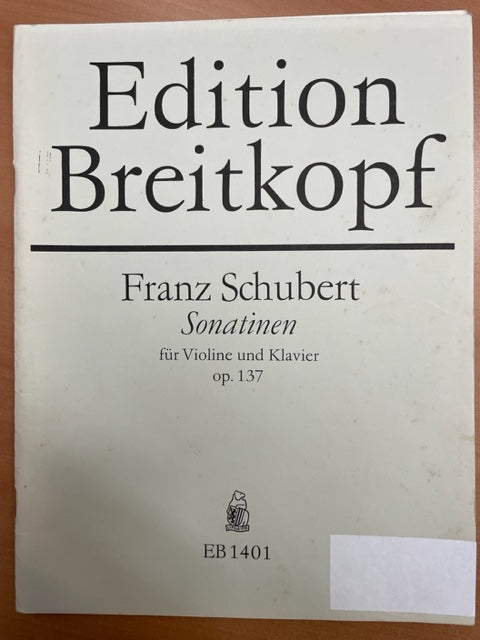 Edition
Breitkopf
Franz Schubert
Sonatinen
für Violine und Klavier
op. 137
EB 1401